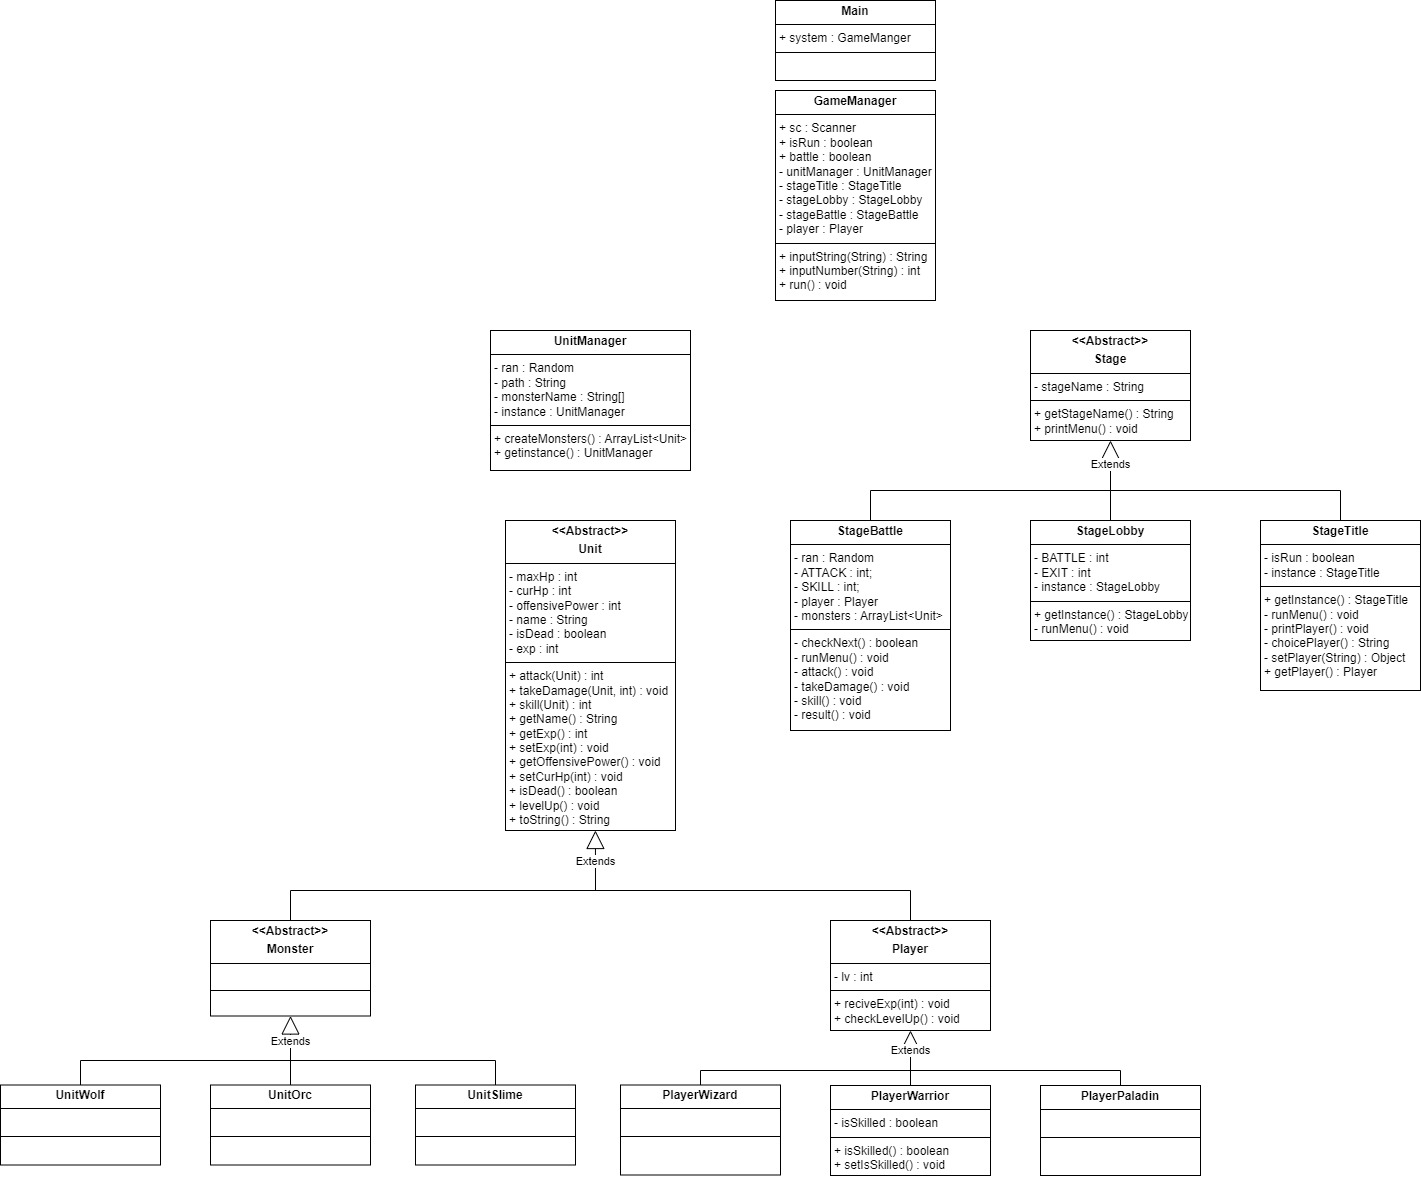 Main
+ system : GameManger
GameManager
+ sc : Scanner
+ isRun : boolean
+ battle : boolean
- unitManager : UnitManager
- stageTitle : StageTitle
- stageLobby : StageLobby
- stageBattle : StageBattle
- player : Player
+ inputString(String) : String
+ inputNumber(String) : int
+ run() : void
UnitManager
- ran : Random
- path : String
- monsterName : String[]
- instance : UnitManager
+ createMonsters() : ArrayList<Unit>
+ getinstance() : UnitManager
<<Abstract>>
Stage
- stageName : String
+ getStageName() : String
+ printMenu() : void
Extends
<<Abstract>>
Unit
- maxHp : int
- curHp : int
- offensivePower : int
- name : String
- isDead : boolean
- exp : int
+ attack(Unit) : int
+ takeDamage(Unit, int) : void
+ skill(Unit) : int
+ getName() : String
+ getExp() : int
+ setExp(int) : void
+ getOffensivePower() : void
+ setCurHp(int) : void
+ isDead() : boolean
+ levelUp() : void
+ toString() : String
Extends
StageBattle
- ran : Random
- ATTACK : int;
- SKILL : int;
- player : Player
- monsters : ArrayList<Unit>
- checkNext() : boolean
- runMenu() : void
- attack() : void
- takeDamage() : void
- skill() : void
- result() : void
StageLobby
- BATTLE : int
- EXIT : int
- instance : StageLobby
+ getInstance() : StageLobby
- runMenu() : void
StageTitle
- isRun : boolean
- instance : StageTitle
+ getInstance() : StageTitle
- runMenu() : void
- printPlayer() : void
- choicePlayer() : String
- setPlayer(String) : Object
+ getPlayer() : Player
<<Abstract>>
Monster
Extends
<<Abstract>>
Player
- lv : int
+ reciveExp(int) : void
+ checkLevelUp() : void
Extends
UnitWolf
UnitOrc
UnitSlime
PlayerWizard
PlayerWarrior
- isSkilled : boolean
+ isSkilled() : boolean
+ setIsSkilled() : void
PlayerPaladin